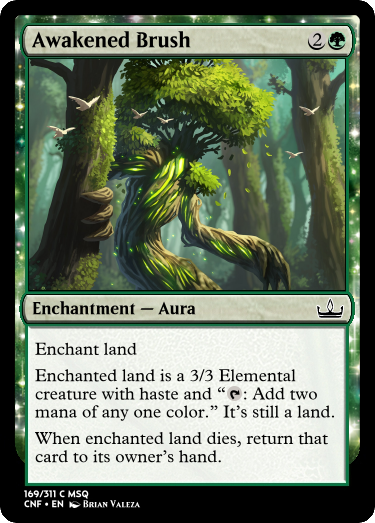 Awakened Brush 2
Enchantment — Aura
Enchant land
Enchanted land is a 3/3 Elemental
creature with haste and “: Add two
mana of any one color.” It’s still a land.
When enchanted land dies, return that
card to its owner’s hand.
169/311 C MSQ
CNF • EN Brian Valeza